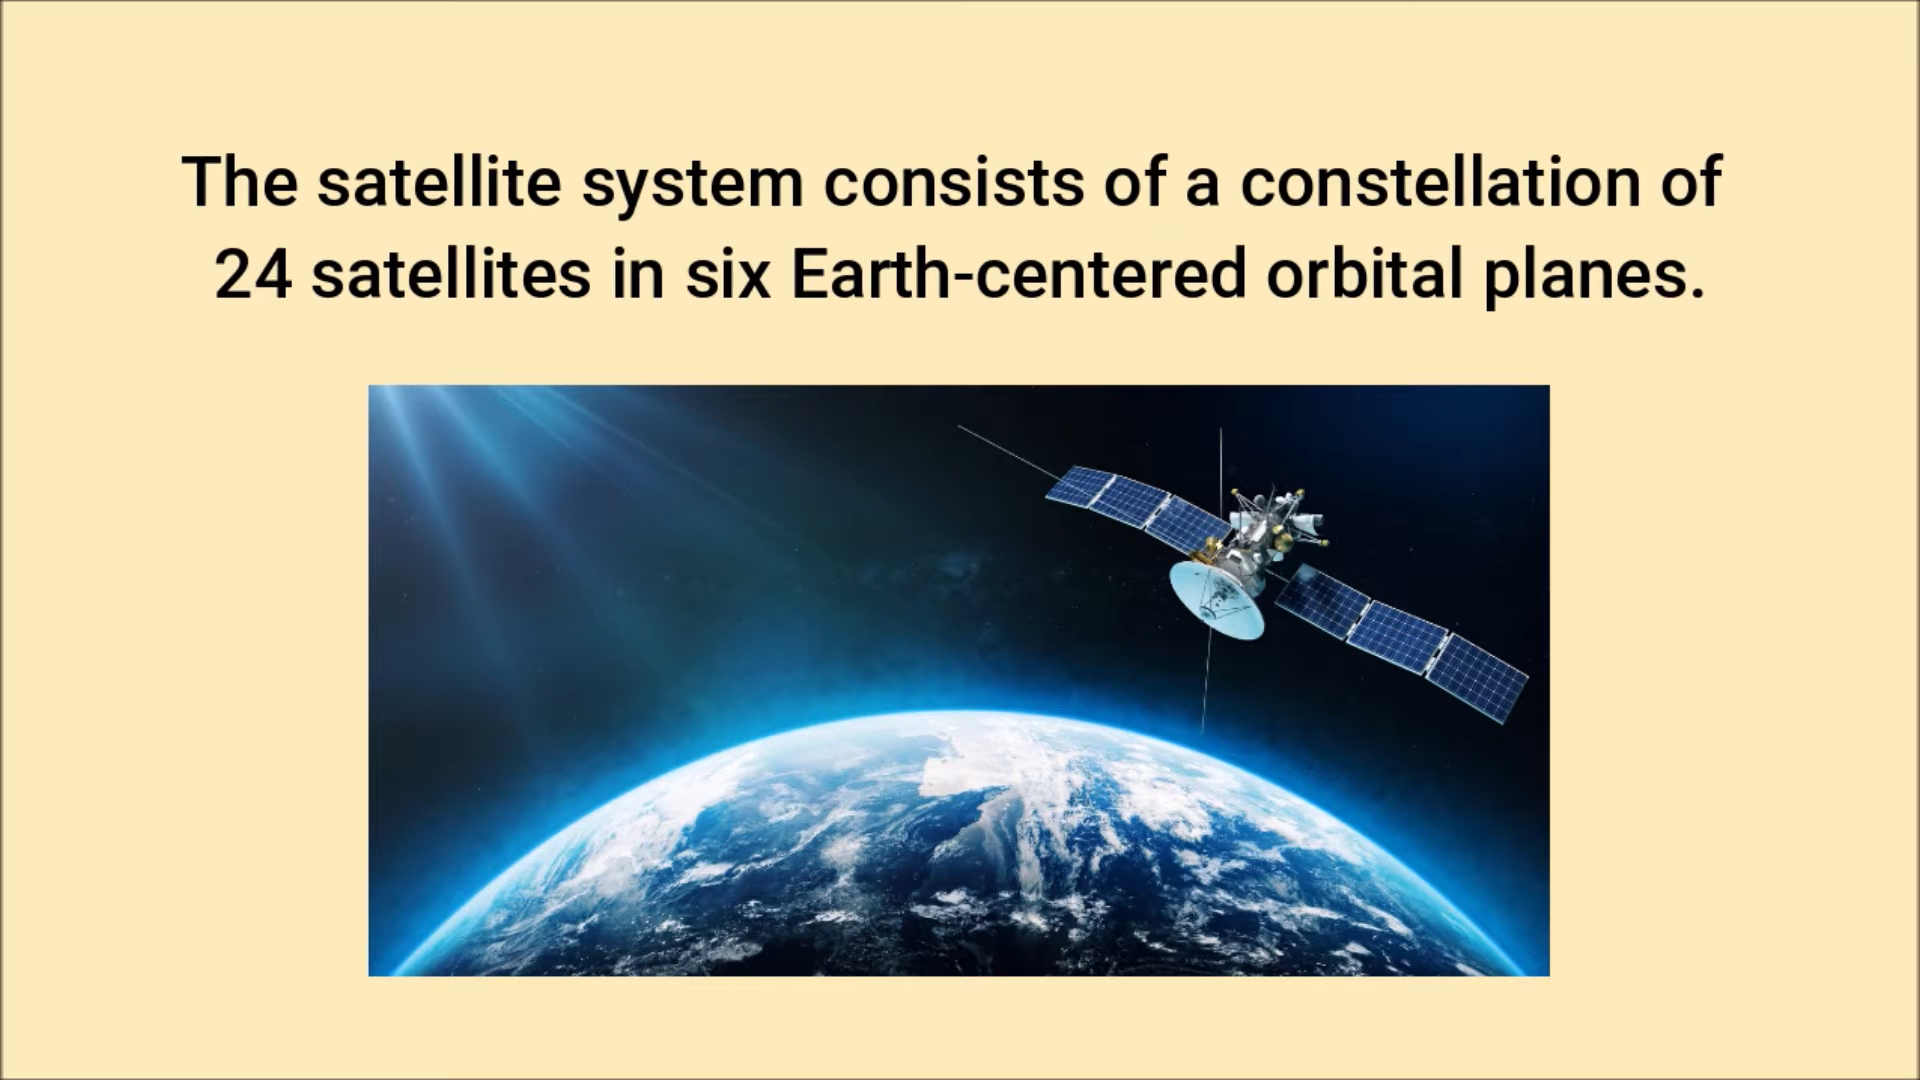 The satellite system consists of a constellation of
24 satellites in six Earth-centered orbital planes.